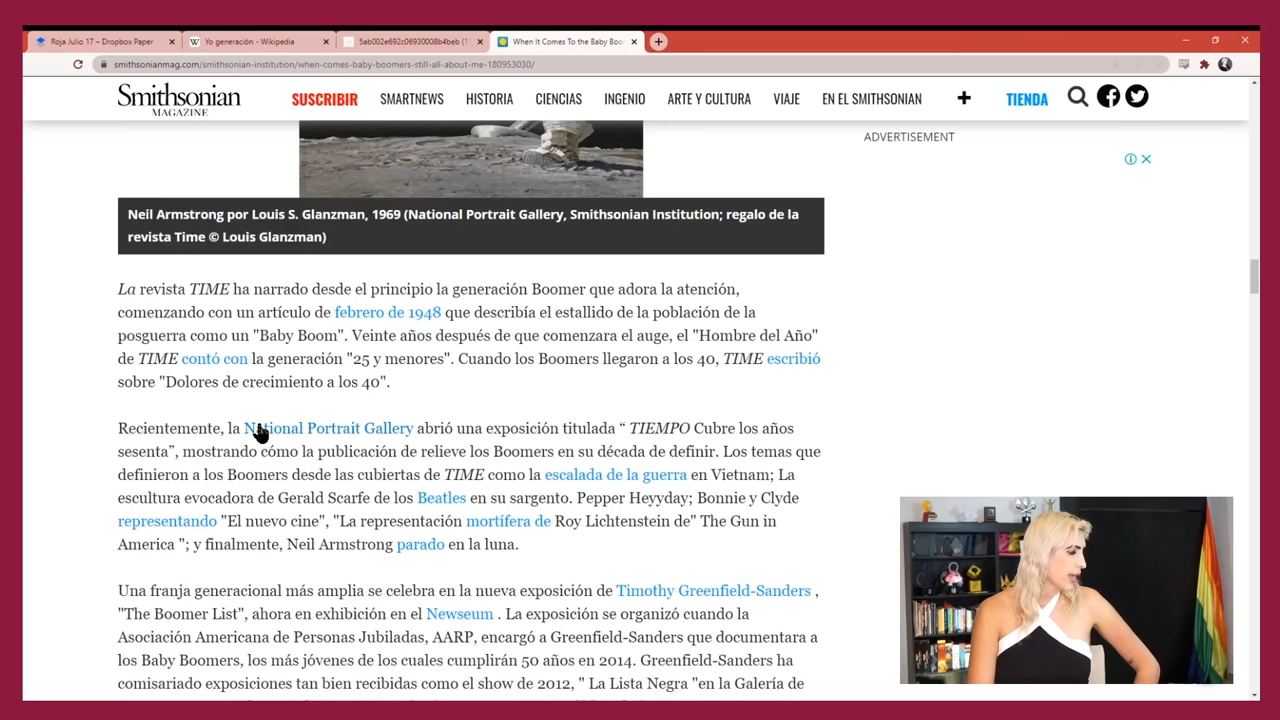 Roja Julio 17 – Dropbox Paper
Yo generación - Wikipedia
5ab002e692c06930008b4beb (1
When It Comes To the Baby Boo
smithsonianmag.com/smithsonian-institution/when-comes-baby-boomers-still-all-about-me-180953030/
Smithsonian
MAGAZINE
SUSCRIBIR
SMARTNEWS
HISTORIA
CIENCIAS
INGENIO
ARTE Y CULTURA
VIAJE
EN EL SMITHSONIAN
TIENDA
ADVERTISEMENT
Neil Armstrong por Louis S. Glanzman, 1969 (National Portrait Gallery, Smithsonian Institution; regalo de la
revista Time © Louis Glanzman)
La revista TIME ha narrado desde el principio la generación Boomer que adora la atención,
comenzando con un artículo de febrero de 1948 que describía el estallido de la población de la
posguerra como un "Baby Boom". Veinte años después de que comenzara el auge, el "Hombre del Año"
de TIME contó con la generación "25 y menores". Cuando los Boomers llegaron a los 40, TIME escribió
sobre "Dolores de crecimiento a los 40".
Recientemente, la National Portrait Gallery abrió una exposición titulada “ TIEMPO Cubre los años
sesenta”, mostrando cómo la publicación de relieve los Boomers en su década de definir. Los temas que
definieron a los Boomers desde las cubiertas de TIME como la escalada de la guerra en Vietnam; La
escultura evocadora de Gerald Scarfe de los Beatles en su sargento. Pepper Heyyday; Bonnie y Clyde
representando "El nuevo cine", "La representación mortífera de Roy Lichtenstein de" The Gun in
America "; y finalmente, Neil Armstrong parado en la luna.
Una franja generacional más amplia se celebra en la nueva exposición de Timothy Greenfield-Sanders ,
"The Boomer List", ahora en exhibición en el Newseum . La exposición se organizó cuando la
Asociación Americana de Personas Jubiladas, AARP, encargó a Greenfield-Sanders que documentara a
los Baby Boomers, los más jóvenes de los cuales cumplirán 50 años en 2014. Greenfield-Sanders ha
comisariado exposiciones tan bien recibidas como el show de 2012, " La Lista Negra "en la Galería de